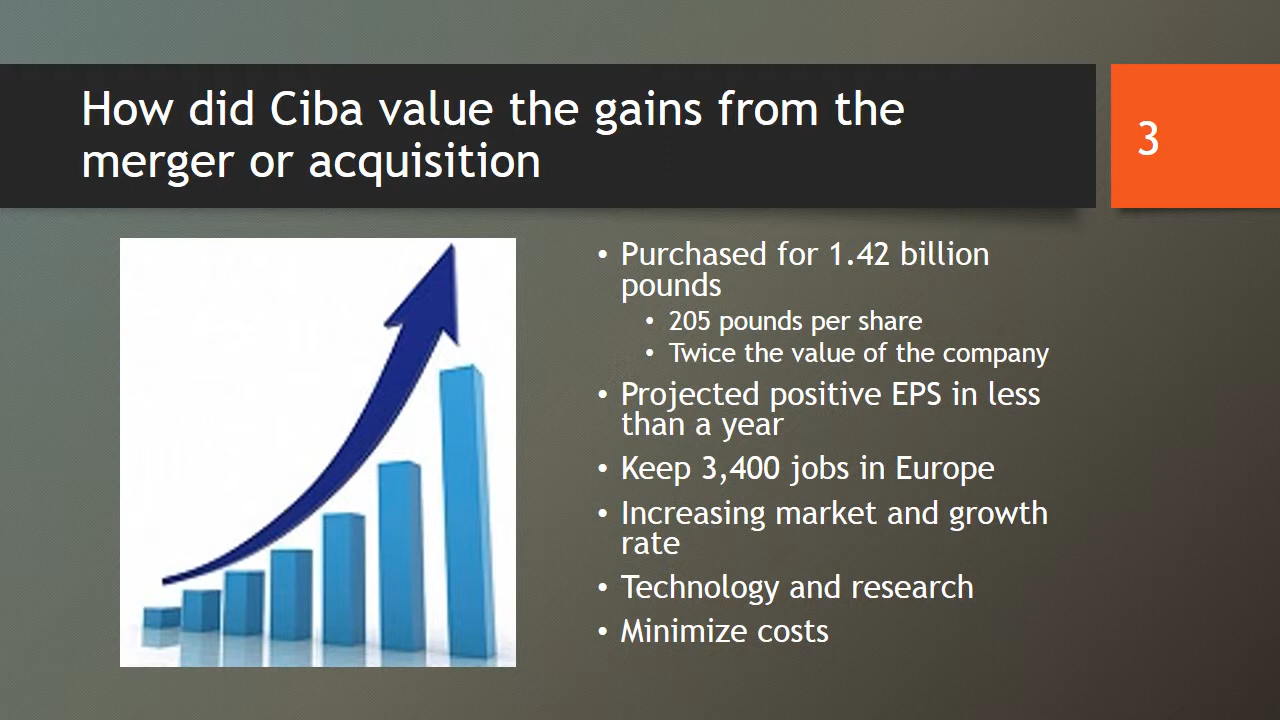 How did Ciba value the gains from the
merger or acquisition
3
• Purchased for 1.42 billion
pounds
• 205 pounds per share
• Twice the value of the company
• Projected positive EPS in less
than a year
• Keep 3,400 jobs in Europe
• Increasing market and growth
rate
• Technology and research
• Minimize costs